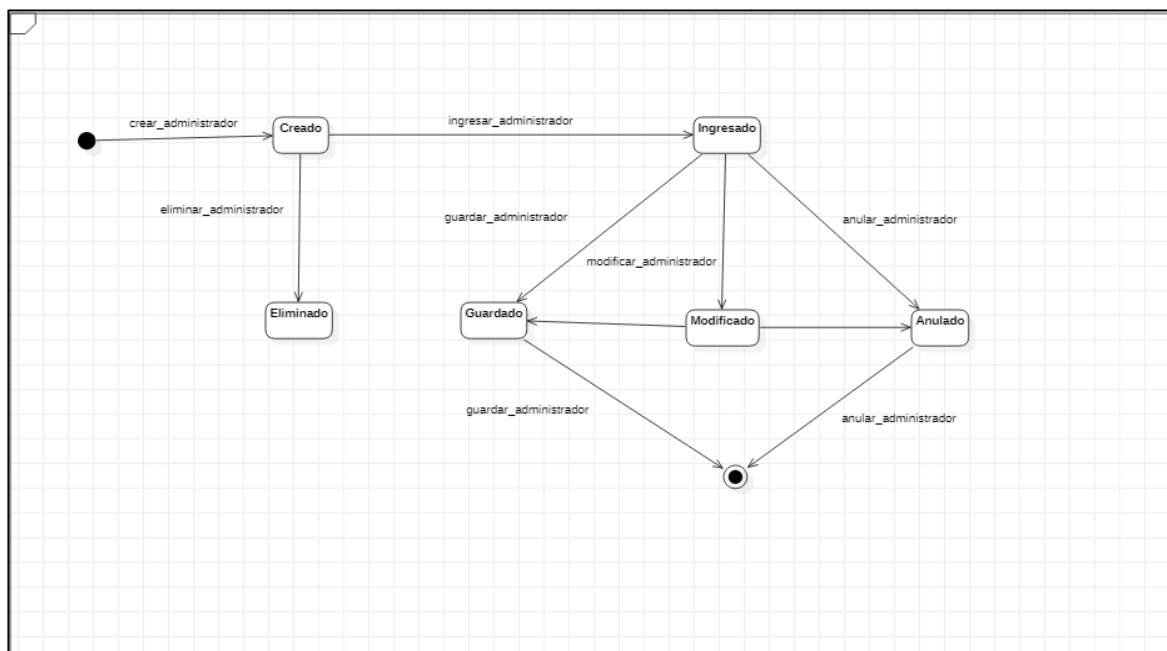 crear_administrador
Creado
ingresar_administrador
Ingresado
eliminar_administrador
guardar_administrador
anular_administrador
modificar_administrador
Eliminado
Guardado
Modificado
Anulado
guardar_administrador
anular_administrador